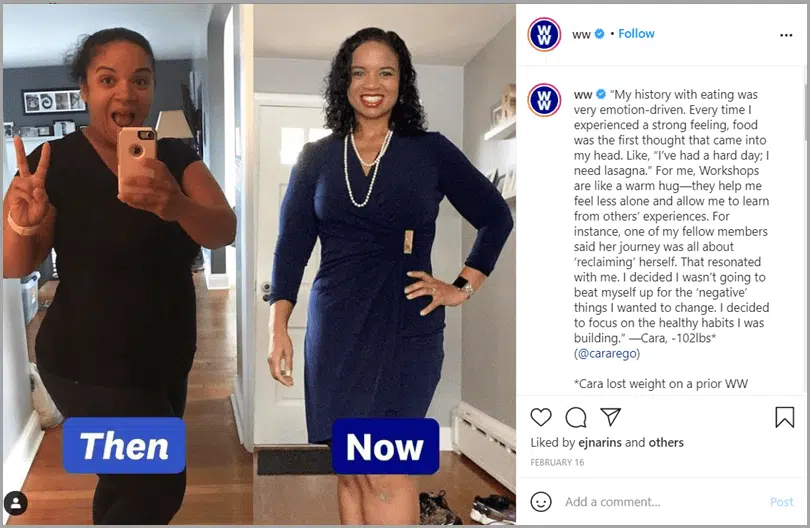 ww • Follow
ww "My history with eating was
very emotion-driven. Every time I
experienced a strong feeling, food
was the first thought that came into
my head. Like, “I’ve had a hard day; I
need lasagna.” For me, Workshops
are like a warm hug—they help me
feel less alone and allow me to learn
from others’ experiences. For
instance, one of my fellow members
said her journey was all about
‘reclaiming’ herself. That resonated
with me. I decided I wasn’t going to
beat myself up for the ‘negative’
things I wanted to change. I decided
to focus on the healthy habits I was
building.” —Cara, -102lbs*
(@cararego)
*Cara lost weight on a prior WW
Then
Now
Liked by ejnarins and others
FEBRUARY 16
Add a comment...
Post